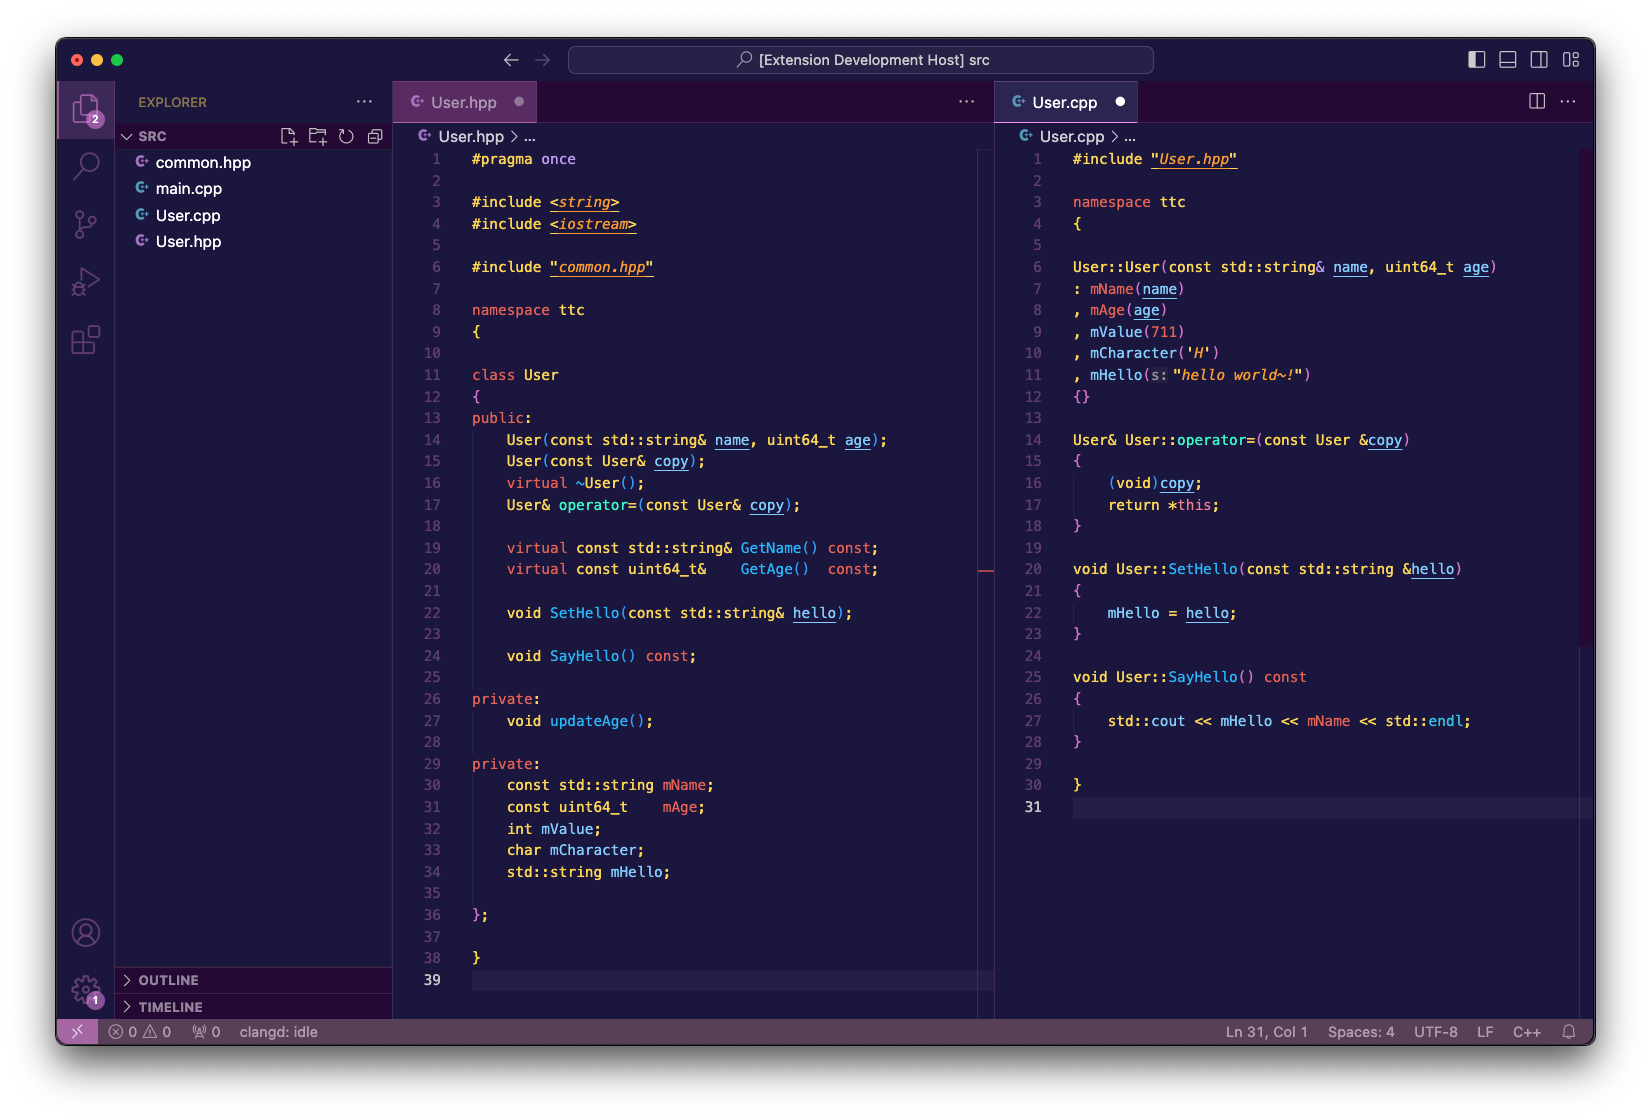 [Extension Development Host] src
2
EXPLORER
SRC
common.hpp
main.cpp
User.cpp
User.hpp
OUTLINE
1
TIMELINE
User.hpp
User.hpp > ...
1 #pragma once
2
3 #include <string>
4 #include <iostream>
5
6 #include "common.hpp"
7
8 namespace ttc
9 {
10
11 class User
12 {
13 public:
14     User(const std::string& name, uint64_t age);
15     User(const User& copy);
16     virtual ~User();
17     User& operator=(const User& copy);
18
19     virtual const std::string& GetName() const;
20     virtual const uint64_t&    GetAge()  const;
21
22     void SetHello(const std::string& hello);
23
24     void SayHello() const;
25
26 private:
27     void updateAge();
28
29 private:
30     const std::string mName;
31     const uint64_t    mAge;
32     int mValue;
33     char mCharacter;
34     std::string mHello;
35
36 };
37
38 }
39
User.cpp
User.cpp > ...
1 #include "User.hpp"
2
3 namespace ttc
4 {
5
6 User::User(const std::string& name, uint64_t age)
7 : mName(name)
8 , mAge(age)
9 , mValue(711)
10 , mCharacter('H')
11 , mHello(s: "hello world~!")
12 {}
13
14 User& User::operator=(const User &copy)
15 {
16     (void)copy;
17     return *this;
18 }
19
20 void User::SetHello(const std::string &hello)
21 {
22     mHello = hello;
23 }
24
25 void User::SayHello() const
26 {
27     std::cout << mHello << mName << std::endl;
28 }
29
30 }
31
0 0 0 clangd: idle Ln 31, Col 1 Spaces: 4 UTF-8 LF C++